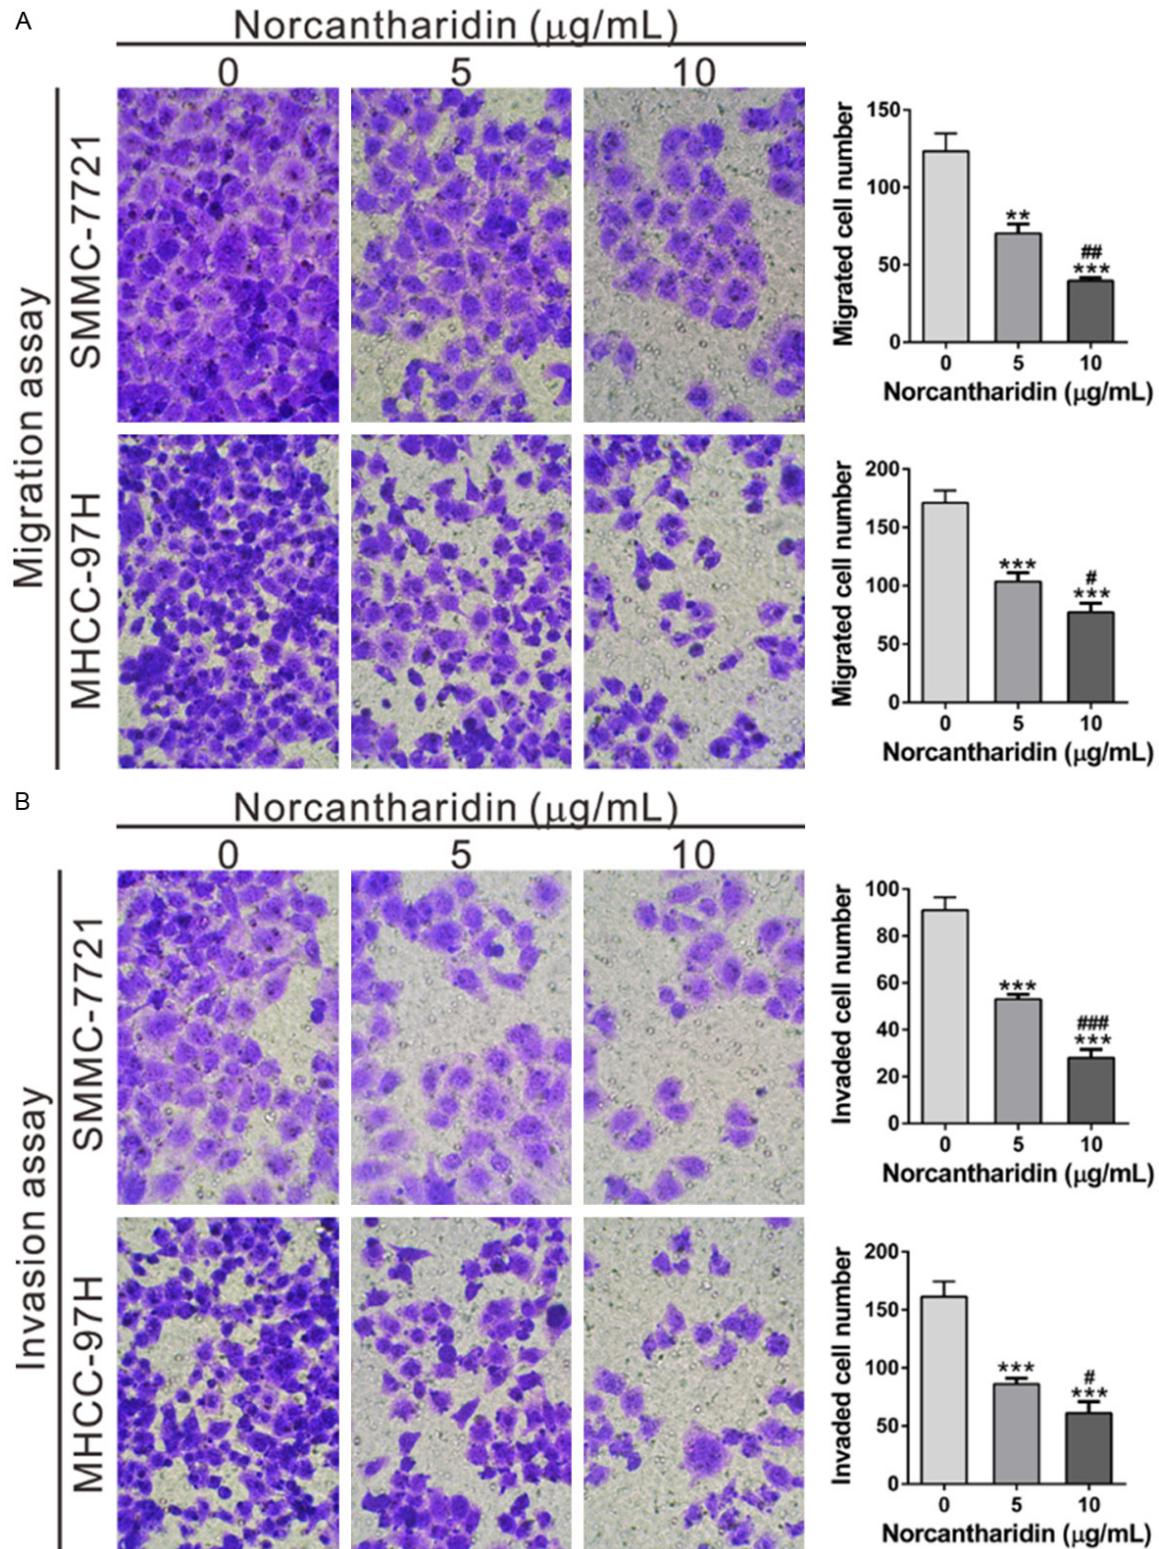 A
Norcantharidin (μg/mL)
0 5 10
Migration assay
SMMC-7721
MHCC-97H
Migrated cell number
150
100
50
0
**
##
***
0 5 10
Norcantharidin (μg/mL)
Migrated cell number
200
150
100
50
0
***
#
***
0 5 10
Norcantharidin (μg/mL)
B
Norcantharidin (μg/mL)
0 5 10
Invasion assay
SMMC-7721
MHCC-97H
Invaded cell number
100
80
60
40
20
0
***
###
***
0 5 10
Norcantharidin (μg/mL)
Invaded cell number
200
150
100
50
0
***
#
***
0 5 10
Norcantharidin (μg/mL)